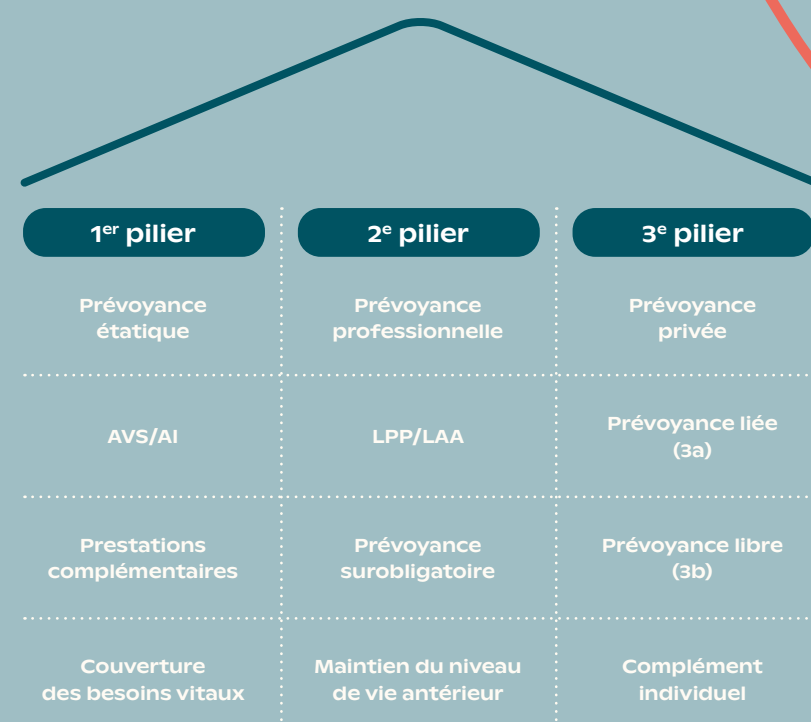 1er pilier
2e pilier
3e pilier
Prévoyance
étatique
Prévoyance
professionnelle
Prévoyance
privée
AVS/AI
LPP/LAA
Prévoyance liée
(3a)
Prestations
complémentaires
Prévoyance
surobligatoire
Prévoyance libre
(3b)
Couverture
des besoins vitaux
Maintien du niveau
de vie antérieur
Complément
individuel